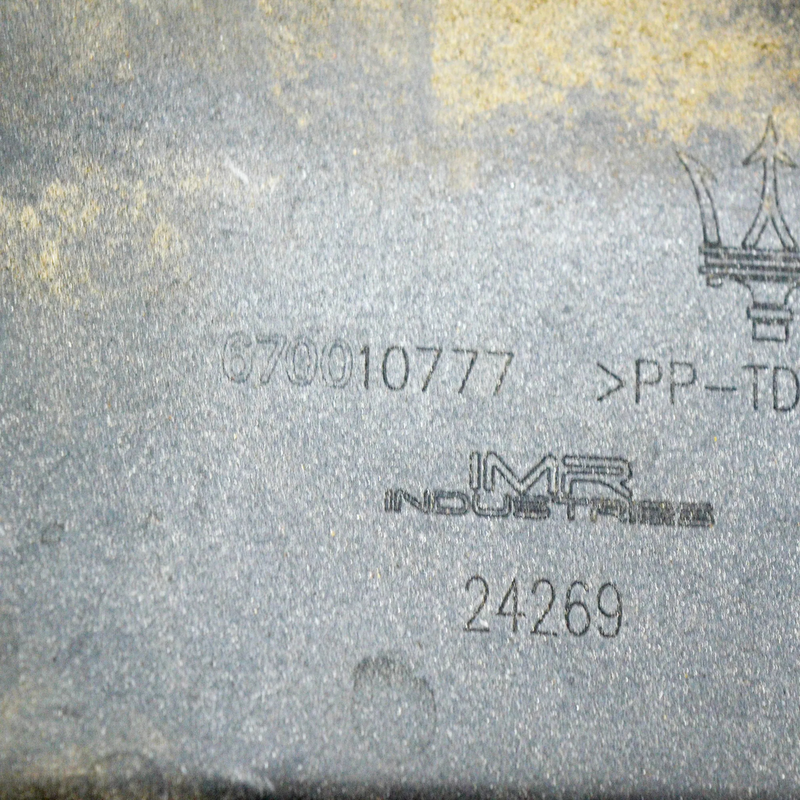 670010777 >PP-TD
IMR
INDUSTRIES
24269